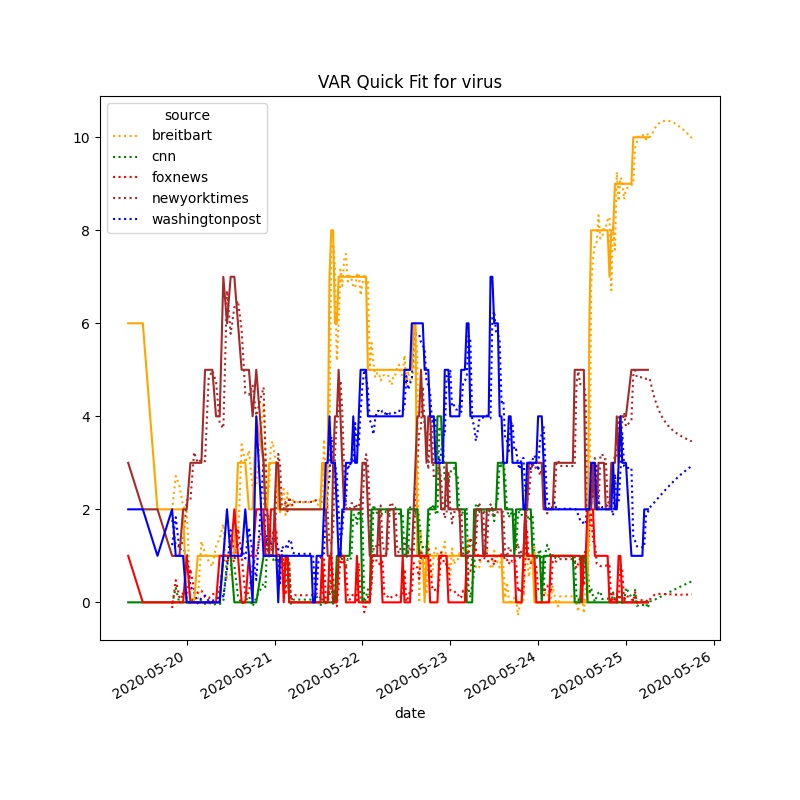 VAR Quick Fit for virus
source
breitbart
cnn
foxnews
newyorktimes
washingtonpost
10
8
6
4
2
0
2020-05-20
2020-05-21
2020-05-22
2020-05-23
2020-05-24
2020-05-25
2020-05-26
date